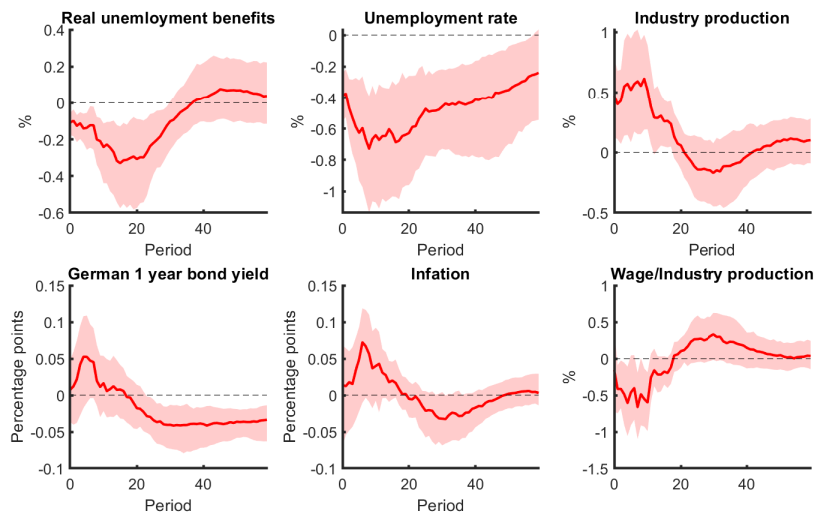 Real unemloyment benefits
0.4
0.2
0
-0.2
-0.4
-0.6
%
0 20 40
Period
Unemployment rate
0
-0.2
-0.4
-0.6
-0.8
-1
%
0 20 40
Period
Industry production
1
0.5
0
-0.5
%
0 20 40
Period
German 1 year bond yield
0.15
0.1
0.05
0
-0.05
-0.1
Percentage points
0 20 40
Period
Infation
0.15
0.1
0.05
0
-0.05
-0.1
Percentage points
0 20 40
Period
Wage/Industry production
1
0.5
0
-0.5
-1
-1.5
%
0 20 40
Period